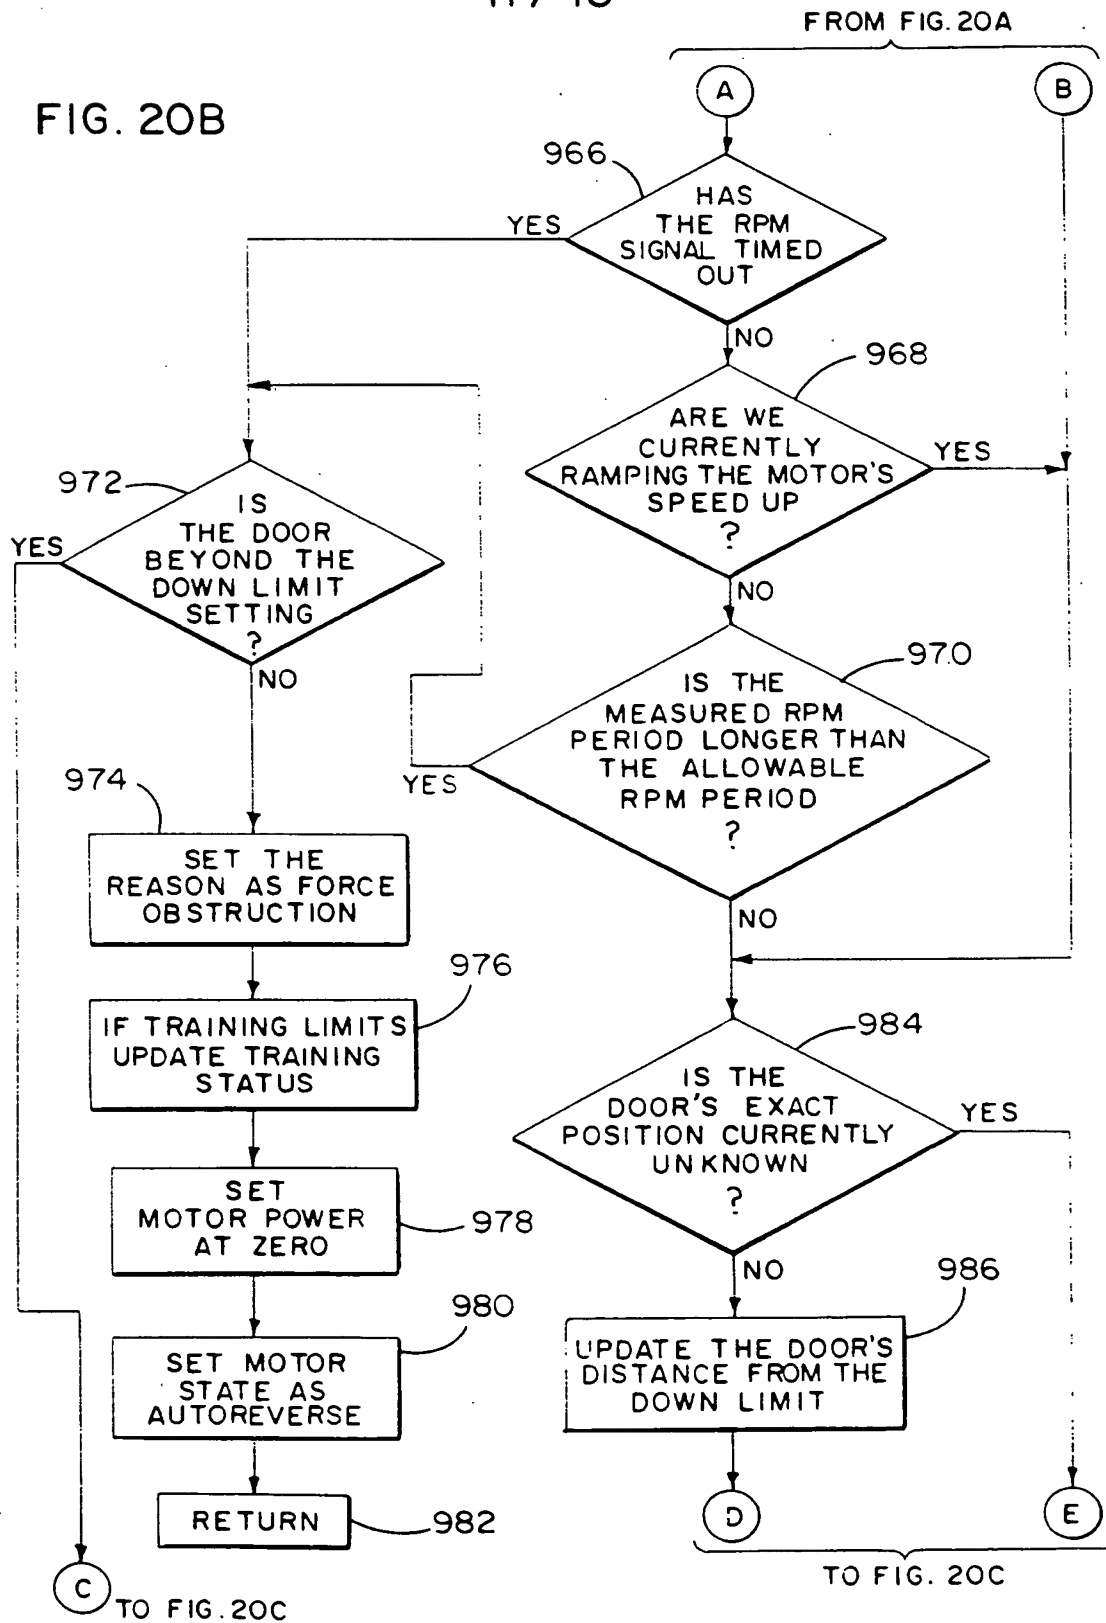 FROM FIG. 20A
FIG. 20B
A
B
966
HAS
THE RPM
SIGNAL TIMED
OUT
YES
NO
968
ARE WE
CURRENTLY
RAMPING THE MOTOR'S
SPEED UP
?
YES
NO
972
IS
THE DOOR
BEYOND THE
DOWN LIMIT
SETTING
?
YES
NO
970
IS THE
MEASURED RPM
PERIOD LONGER THAN
THE ALLOWABLE
RPM PERIOD
?
YES
NO
974
SET THE
REASON AS FORCE
OBSTRUCTION
976
IF TRAINING LIMITS
UPDATE TRAINING
STATUS
984
IS THE
DOOR'S EXACT
POSITION CURRENTLY
UNKNOWN
?
YES
NO
SET
MOTOR POWER
AT ZERO
978
986
UPDATE THE DOOR'S
DISTANCE FROM THE
DOWN LIMIT
980
SET MOTOR
STATE AS
AUTOREVERSE
RETURN
982
D
E
TO FIG. 20C
C
TO FIG. 20C